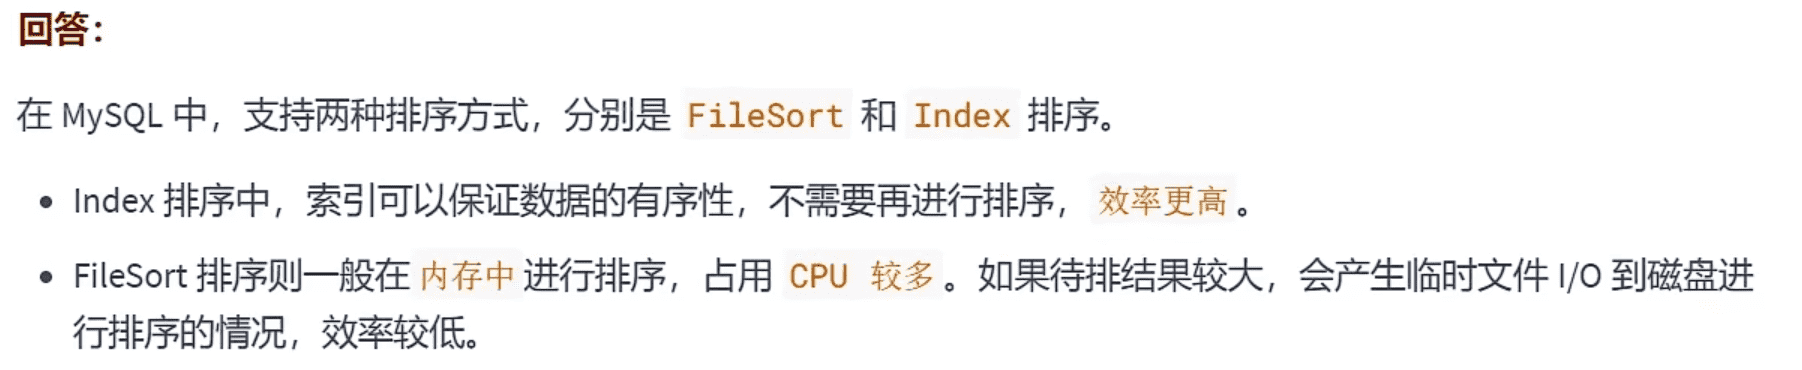 回答：
在 MySQL 中，支持两种排序方式，分别是 FileSort 和 Index 排序。
• Index 排序中，索引可以保证数据的有序性，不需要再进行排序，效率更高。
• FileSort 排序则一般在内存中进行排序，占用 CPU 较多。如果待排结果较大，会产生临时文件 I/O 到磁盘进
行排序的情况，效率较低。